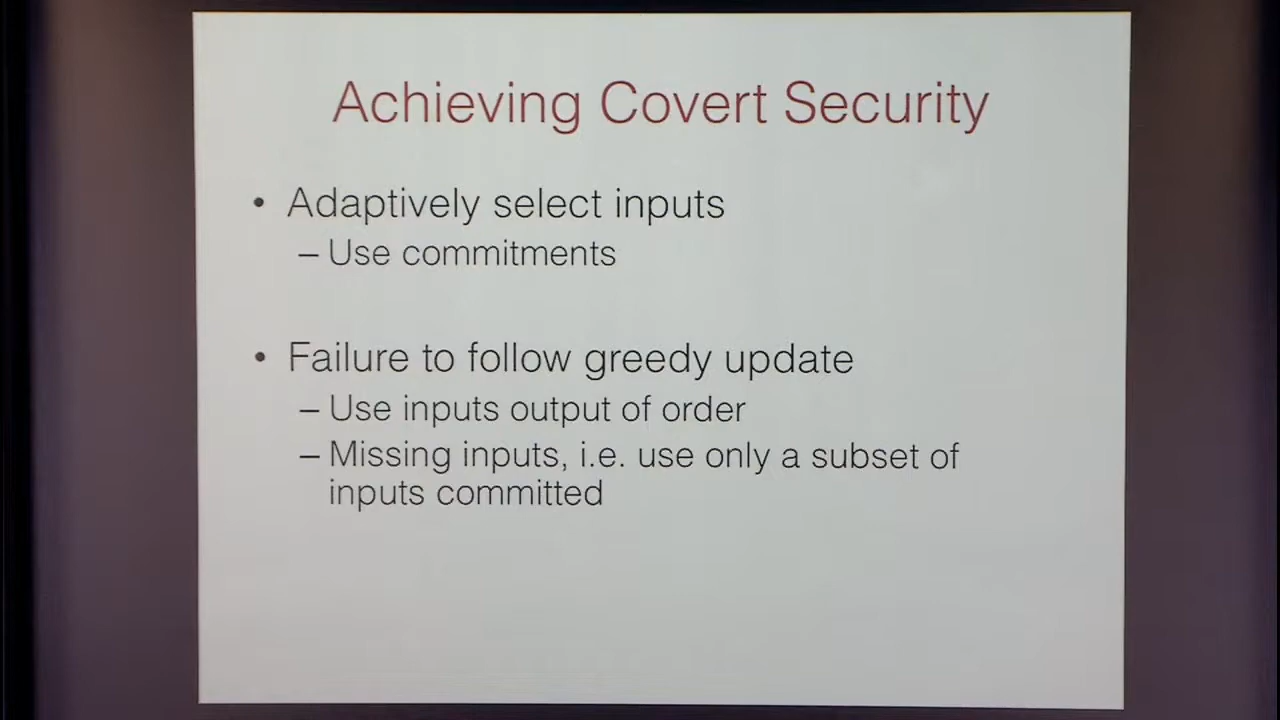 Achieving Covert Security
• Adaptively select inputs
– Use commitments
• Failure to follow greedy update
– Use inputs output of order
– Missing inputs, i.e. use only a subset of
inputs committed